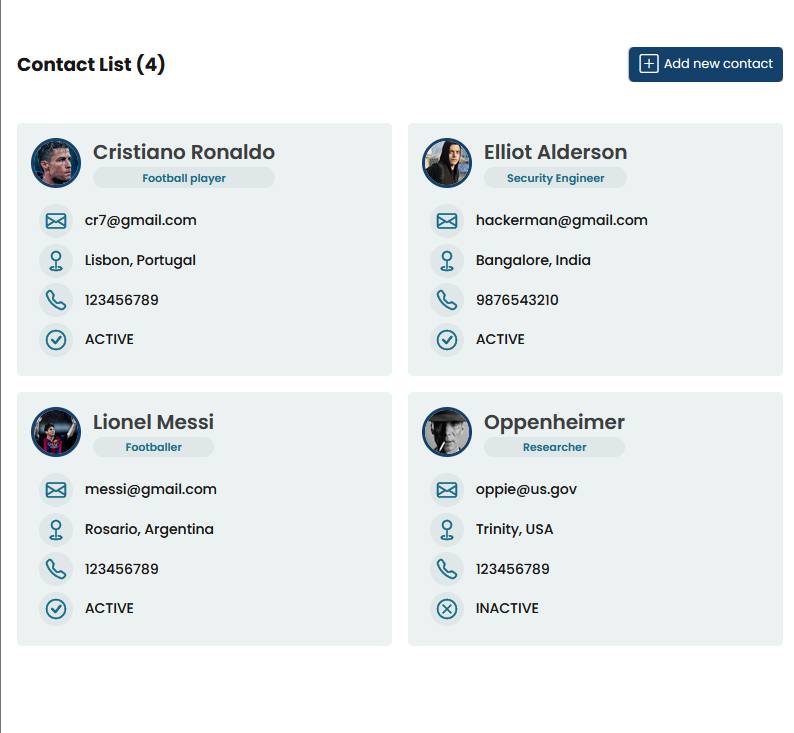 Contact List (4)
Add new contact
Cristiano Ronaldo
Football player
cr7@gmail.com
Lisbon, Portugal
123456789
ACTIVE
Elliot Alderson
Security Engineer
hackerman@gmail.com
Bangalore, India
9876543210
ACTIVE
Lionel Messi
Footballer
messi@gmail.com
Rosario, Argentina
123456789
ACTIVE
Oppenheimer
Researcher
oppie@us.gov
Trinity, USA
123456789
INACTIVE